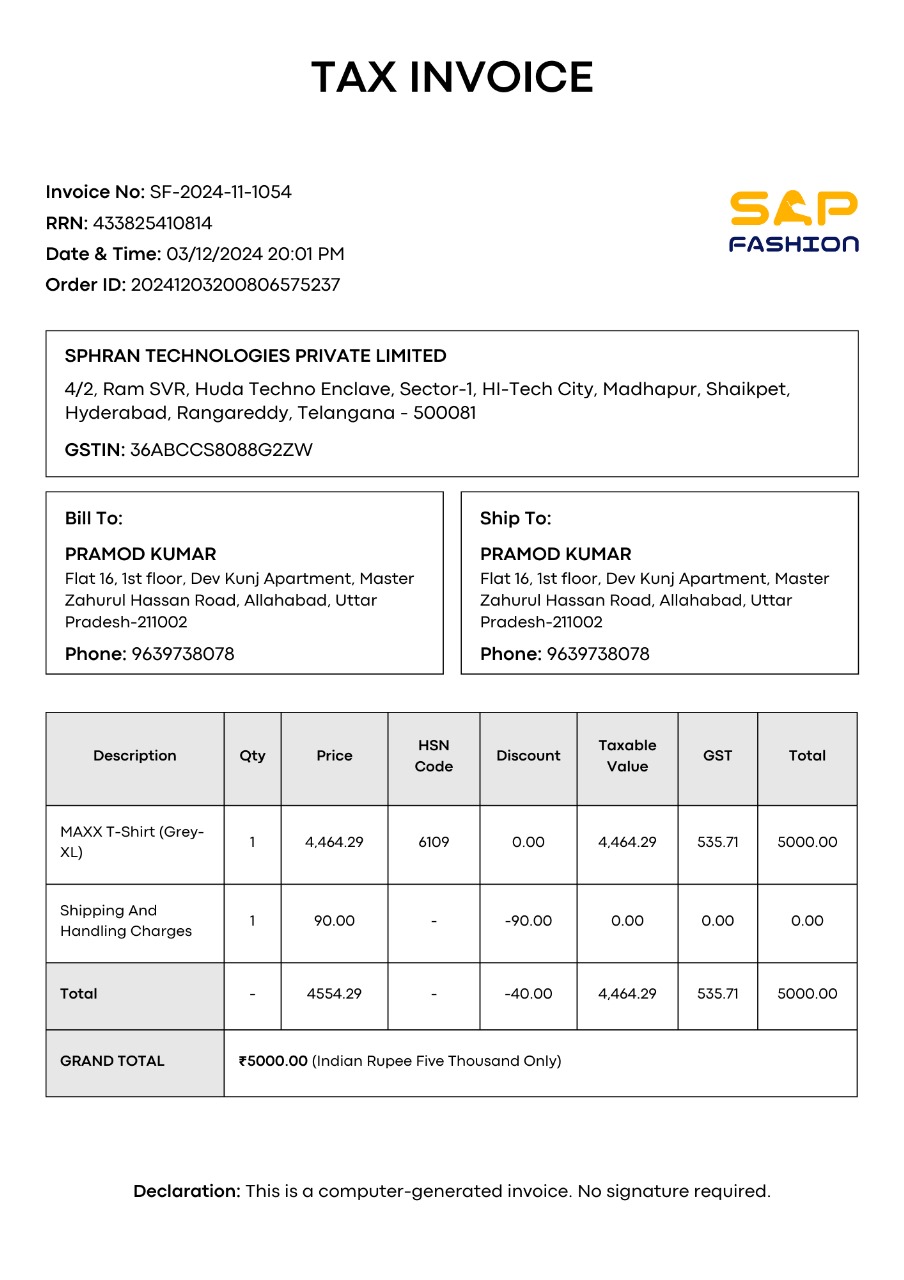 TAX INVOICE
Invoice No: SF-2024-11-1054
RRN: 433825410814
Date & Time: 03/12/2024 20:01 PM
Order ID: 20241203200806575237
SAP
FASHION
SPHRAN TECHNOLOGIES PRIVATE LIMITED
4/2, Ram SVR, Huda Techno Enclave, Sector-1, HI-Tech City, Madhapur, Shaikpet,
Hyderabad, Rangareddy, Telangana - 500081
GSTIN: 36ABCCS8088G2ZW
Bill To:
PRAMOD KUMAR
Flat 16, 1st floor, Dev Kunj Apartment, Master
Zahurul Hassan Road, Allahabad, Uttar
Pradesh-211002
Phone: 9639738078
Ship To:
PRAMOD KUMAR
Flat 16, 1st floor, Dev Kunj Apartment, Master
Zahurul Hassan Road, Allahabad, Uttar
Pradesh-211002
Phone: 9639738078
Description Qty Price HSN Code Discount Taxable Value GST Total
MAXX T-Shirt (Grey-
XL) 1 4,464.29 6109 0.00 4,464.29 535.71 5000.00
Shipping And
Handling Charges 1 90.00 - -90.00 0.00 0.00 0.00
Total - 4554.29 - -40.00 4,464.29 535.71 5000.00
GRAND TOTAL ₹5000.00 (Indian Rupee Five Thousand Only)
Declaration: This is a computer-generated invoice. No signature required.